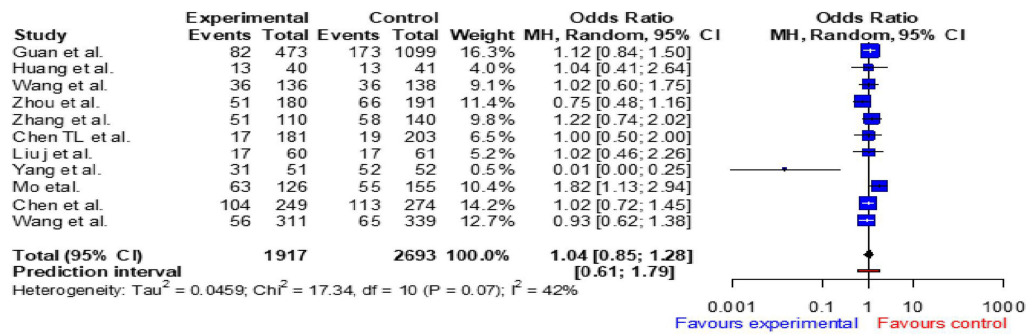 Experimental Control Odds Ratio Odds Ratio
Study Events Total Events Total Weight MH, Random, 95% CI MH, Random, 95% CI
Guan et al. 82 473 173 1099 16.3% 1.12 [0.84; 1.50]
Huang et al. 13 40 13 41 4.0% 1.04 [0.41; 2.64]
Wang et al. 36 136 36 138 9.1% 1.02 [0.60; 1.75]
Zhou et al. 51 180 66 191 11.4% 0.75 [0.48; 1.16]
Zhang et al. 51 110 58 140 9.8% 1.22 [0.74; 2.02]
Chen TL et al. 17 181 19 203 6.5% 1.00 [0.50; 2.00]
Liu j et al. 17 60 17 61 5.2% 1.02 [0.46; 2.26]
Yang et al. 31 51 52 52 0.5% 0.01 [0.00; 0.25]
Mo etal. 63 126 55 155 10.4% 1.82 [1.13; 2.94]
Chen et al. 104 249 113 274 14.2% 1.02 [0.72; 1.45]
Wang et al. 56 311 65 339 12.7% 0.93 [0.62; 1.38]
Total (95% CI) 1917 2693 100.0% 1.04 [0.85; 1.28]
Prediction interval [0.61; 1.79]
Heterogeneity: Tau² = 0.0459; Chi² = 17.34, df = 10 (P = 0.07); I² = 42%
0.001 0.1 1 10 1000
Favours experimental Favours control